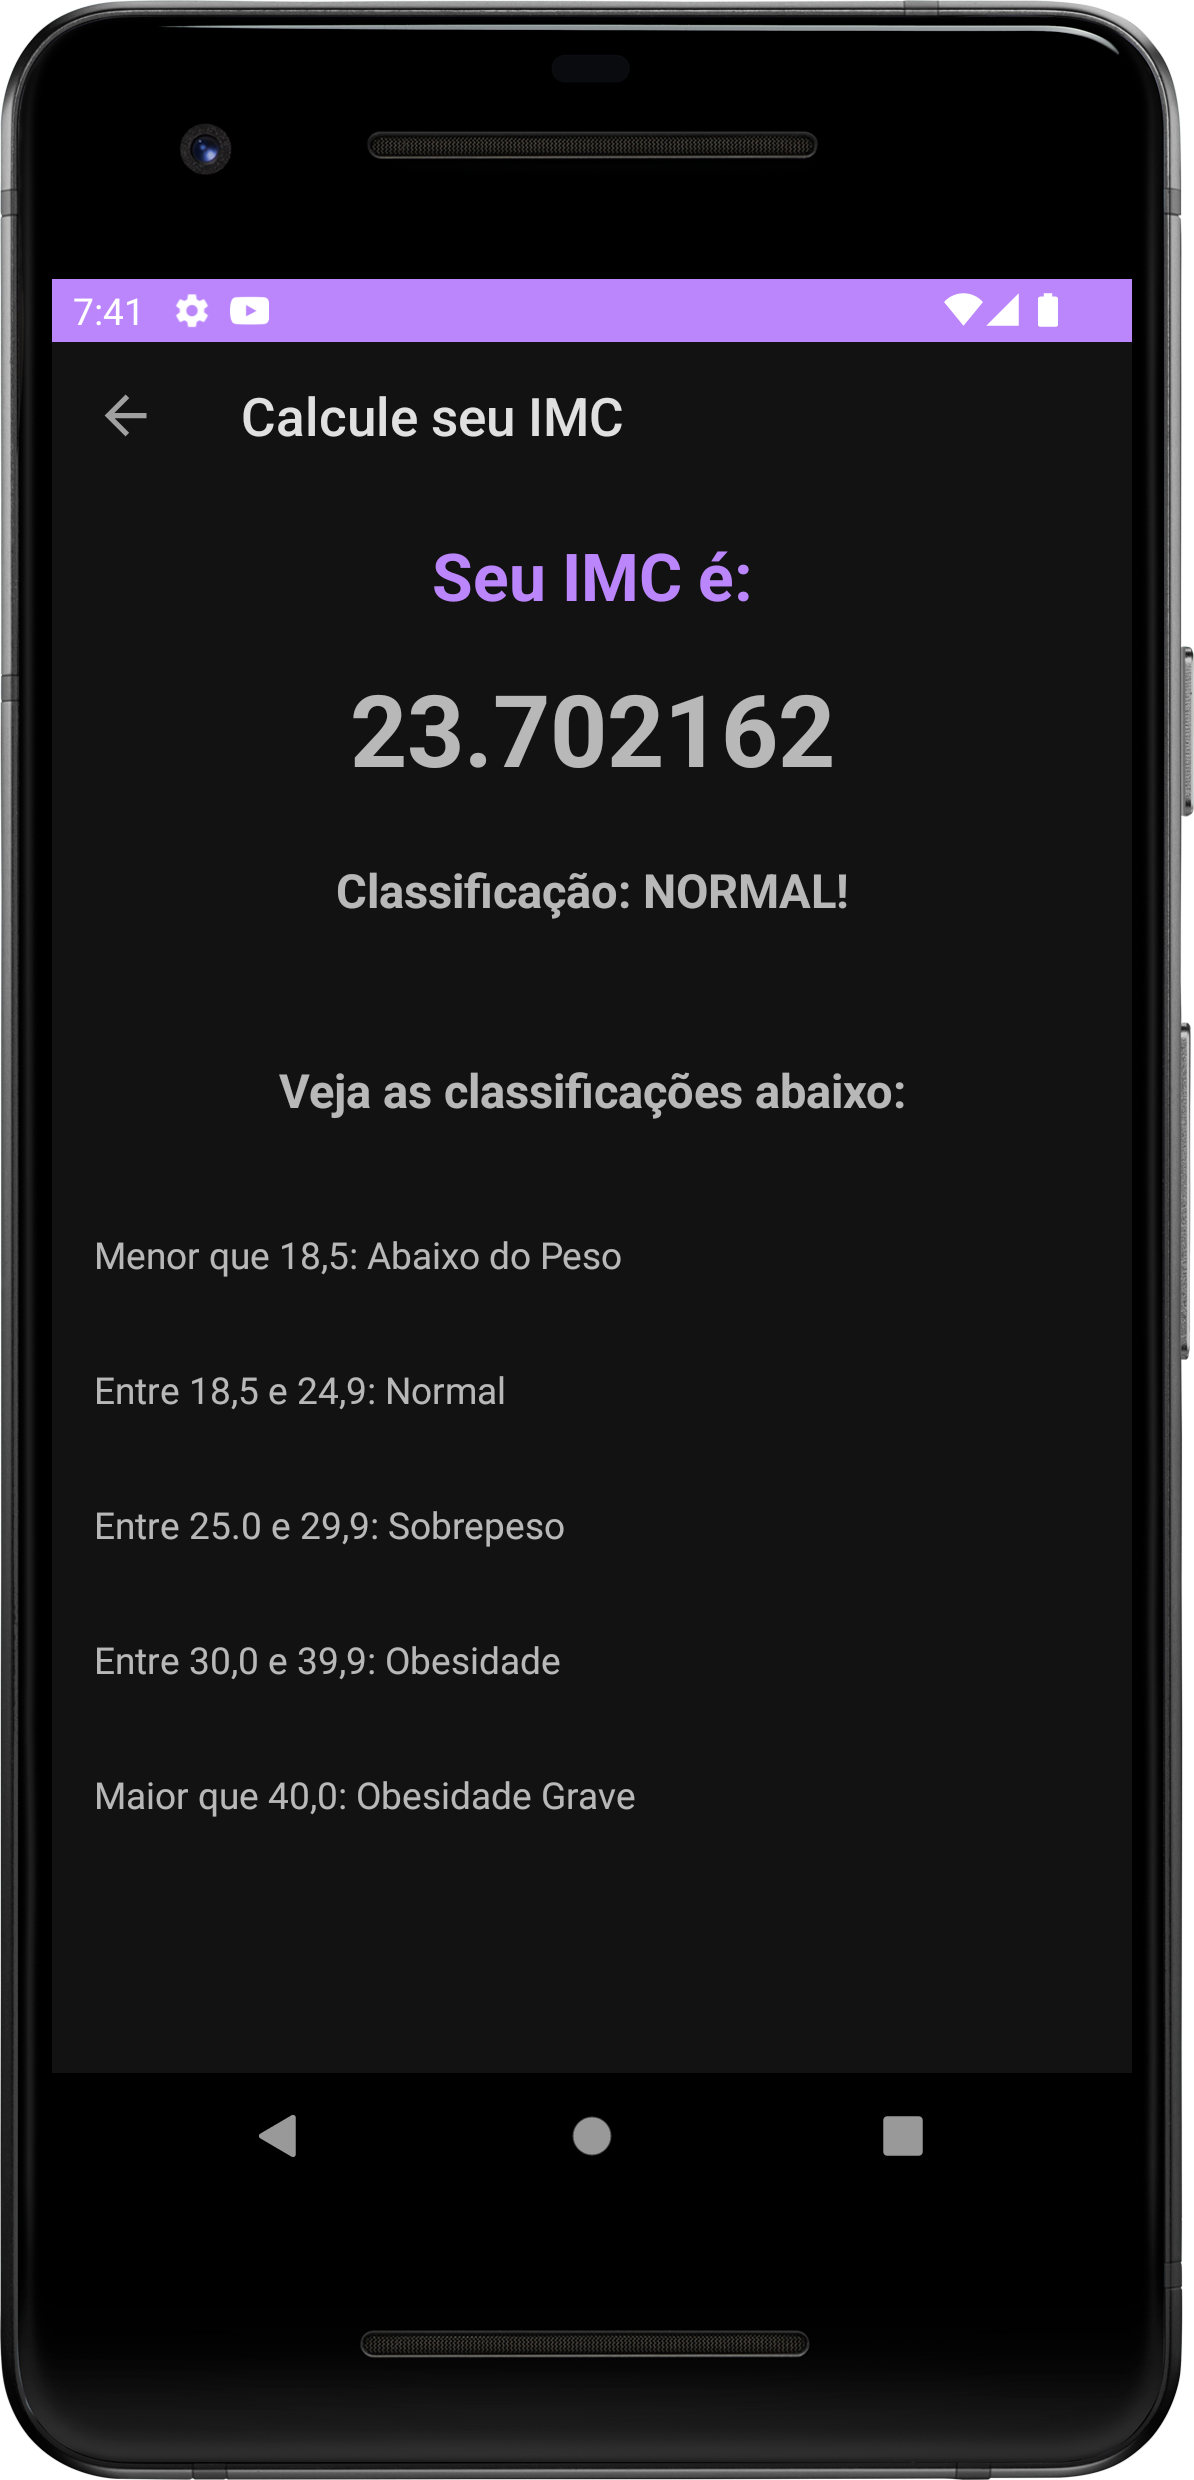 7:41
Calcule seu IMC
Seu IMC é:
23.702162
Classificação: NORMAL!
Veja as classificações abaixo:
Menor que 18,5: Abaixo do Peso
Entre 18,5 e 24,9: Normal
Entre 25.0 e 29,9: Sobrepeso
Entre 30,0 e 39,9: Obesidade
Maior que 40,0: Obesidade Grave